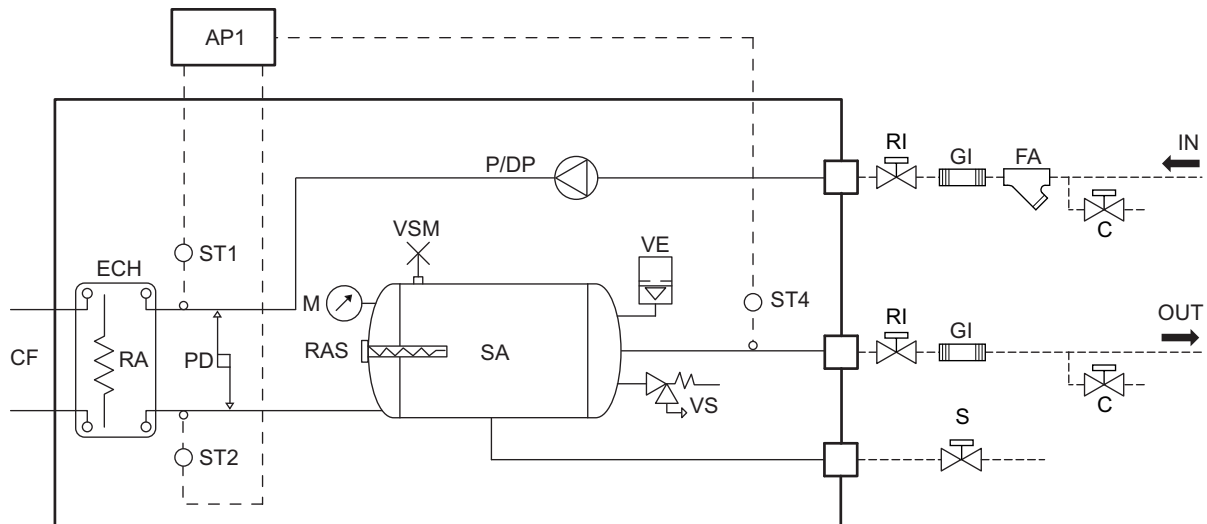 AP1
RI
GI
FA
IN
P/DP
C
VSM
VE
ST1
ECH
M
ST4
RI
GI
OUT
CF
RA
PD
RAS
SA
VS
C
S
ST2